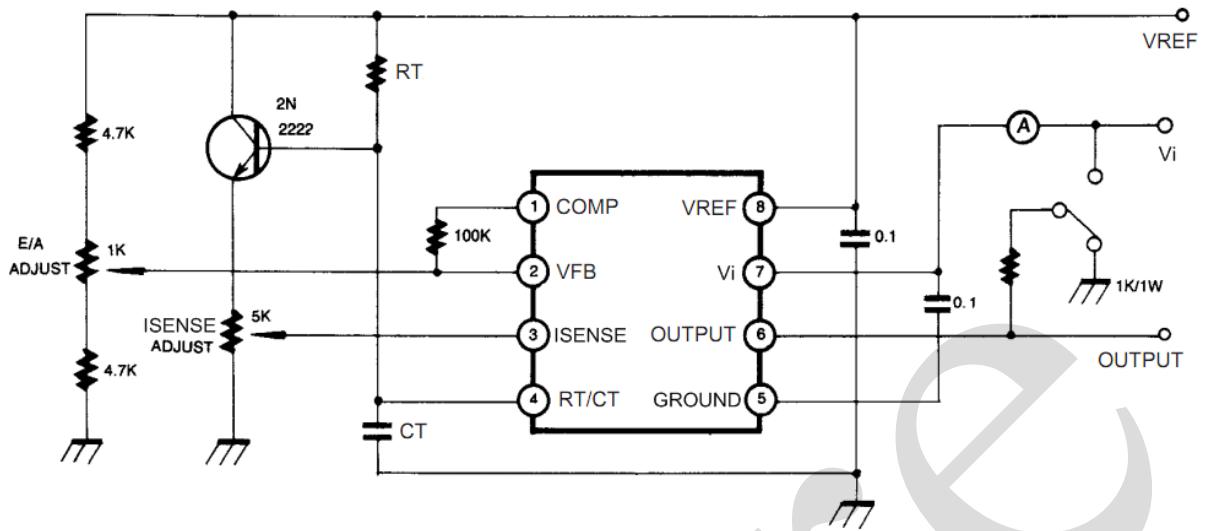 VREF
RT
2N
2222
A
Vi
4.7K
1 COMP
VREF 8
100K
0.1
E/A
ADJUST
1K
2 VFB
Vi 7
1K/1W
0.1
ISENSE
ADJUST
5K
3 ISENSE
OUTPUT 6
OUTPUT
4.7K
4 RT/CT
GROUND 5
CT